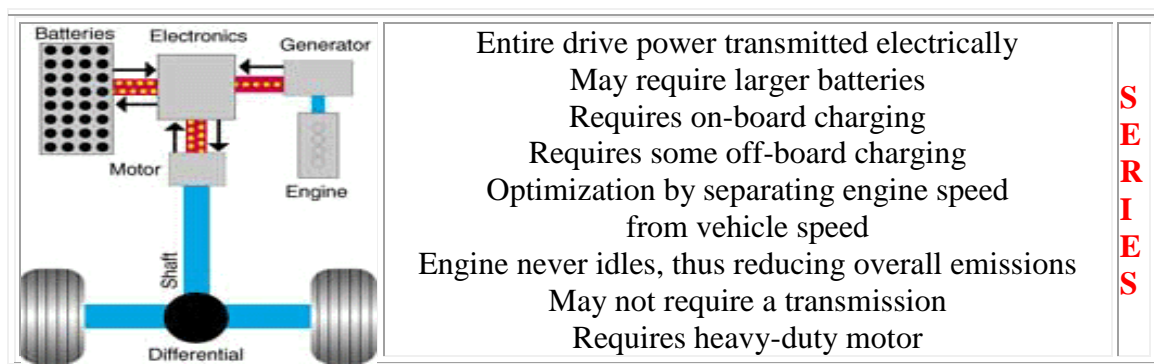 Batteries
Electronics
Generator
Motor
Engine
Shaft
Differential
Entire drive power transmitted electrically
May require larger batteries
Requires on-board charging
Requires some off-board charging
Optimization by separating engine speed
from vehicle speed
Engine never idles, thus reducing overall emissions
May not require a transmission
Requires heavy-duty motor
S
E
R
I
E
S